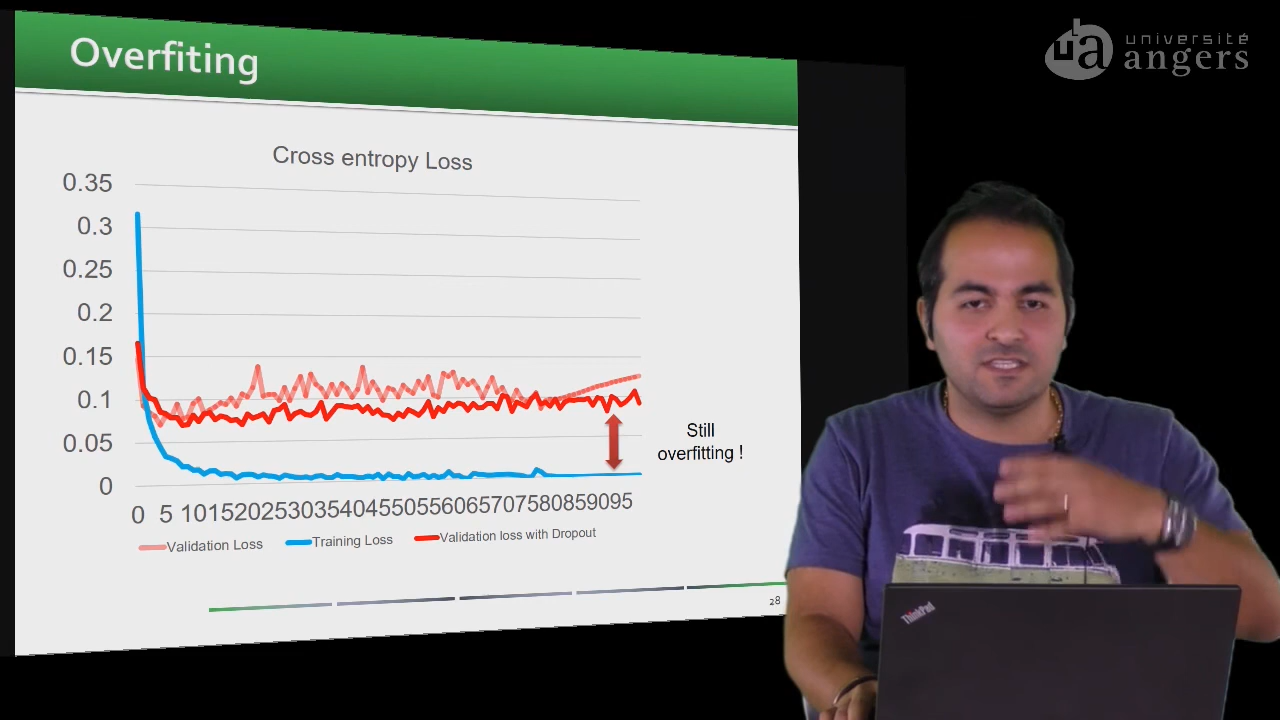 Overfiting
université
angers
Cross entropy Loss
0.35
0.3
0.25
0.2
0.15
0.1
0.05
0
0 5 101520253035404550556065707580859095
Still
overfitting !
Validation Loss Training Loss Validation loss with Dropout
28
ThinkPad